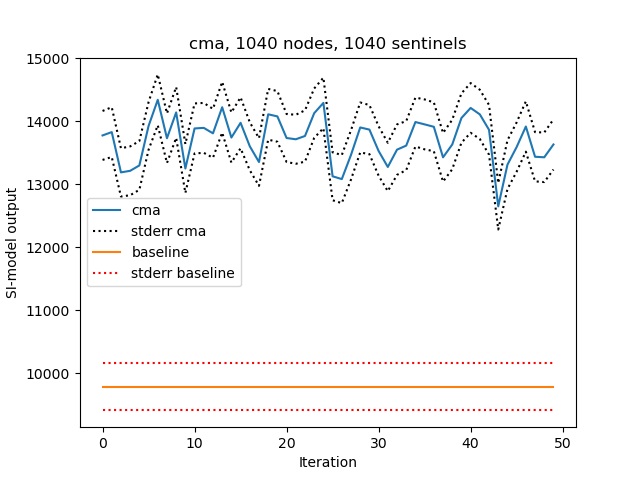 cma, 1040 nodes, 1040 sentinels
15000
14000
13000
12000
11000
10000
SI-model output
cma
stderr cma
baseline
stderr baseline
0 10 20 30 40 50
Iteration